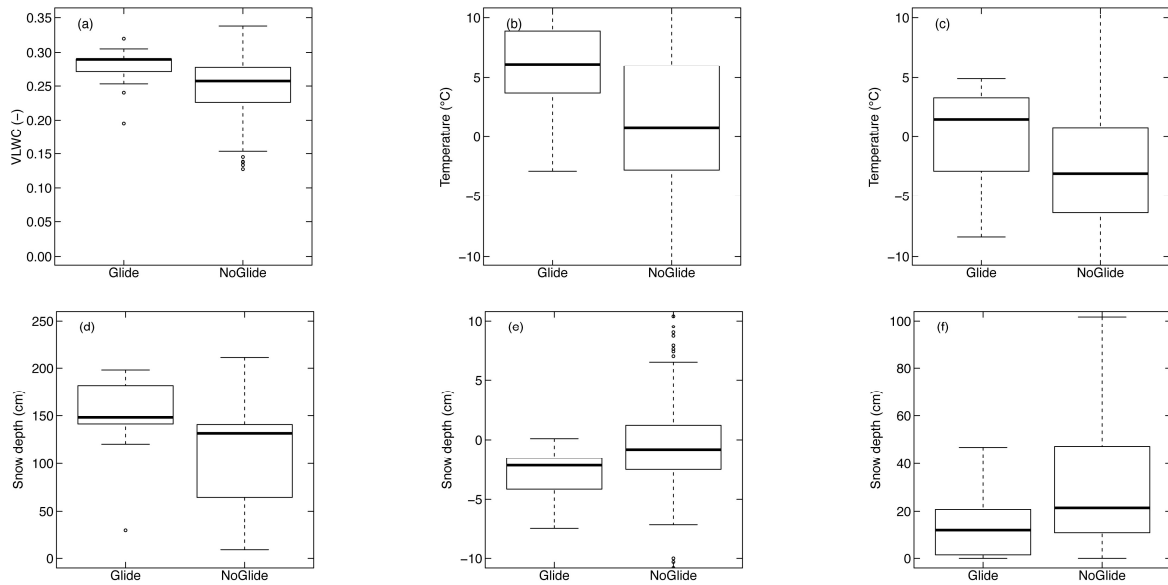 (a)
VLWC (−)
0.35
0.30
0.25
0.20
0.15
0.10
0.05
0.00
Glide NoGlide
(b)
Temperature (°C)
10
5
0
−5
−10
Glide NoGlide
(c)
Temperature (°C)
10
5
0
−5
−10
Glide NoGlide
(d)
Snow depth (cm)
250
200
150
100
50
0
Glide NoGlide
(e)
Snow depth (cm)
10
5
0
−5
−10
Glide NoGlide
(f)
Snow depth (cm)
100
80
60
40
20
0
Glide NoGlide